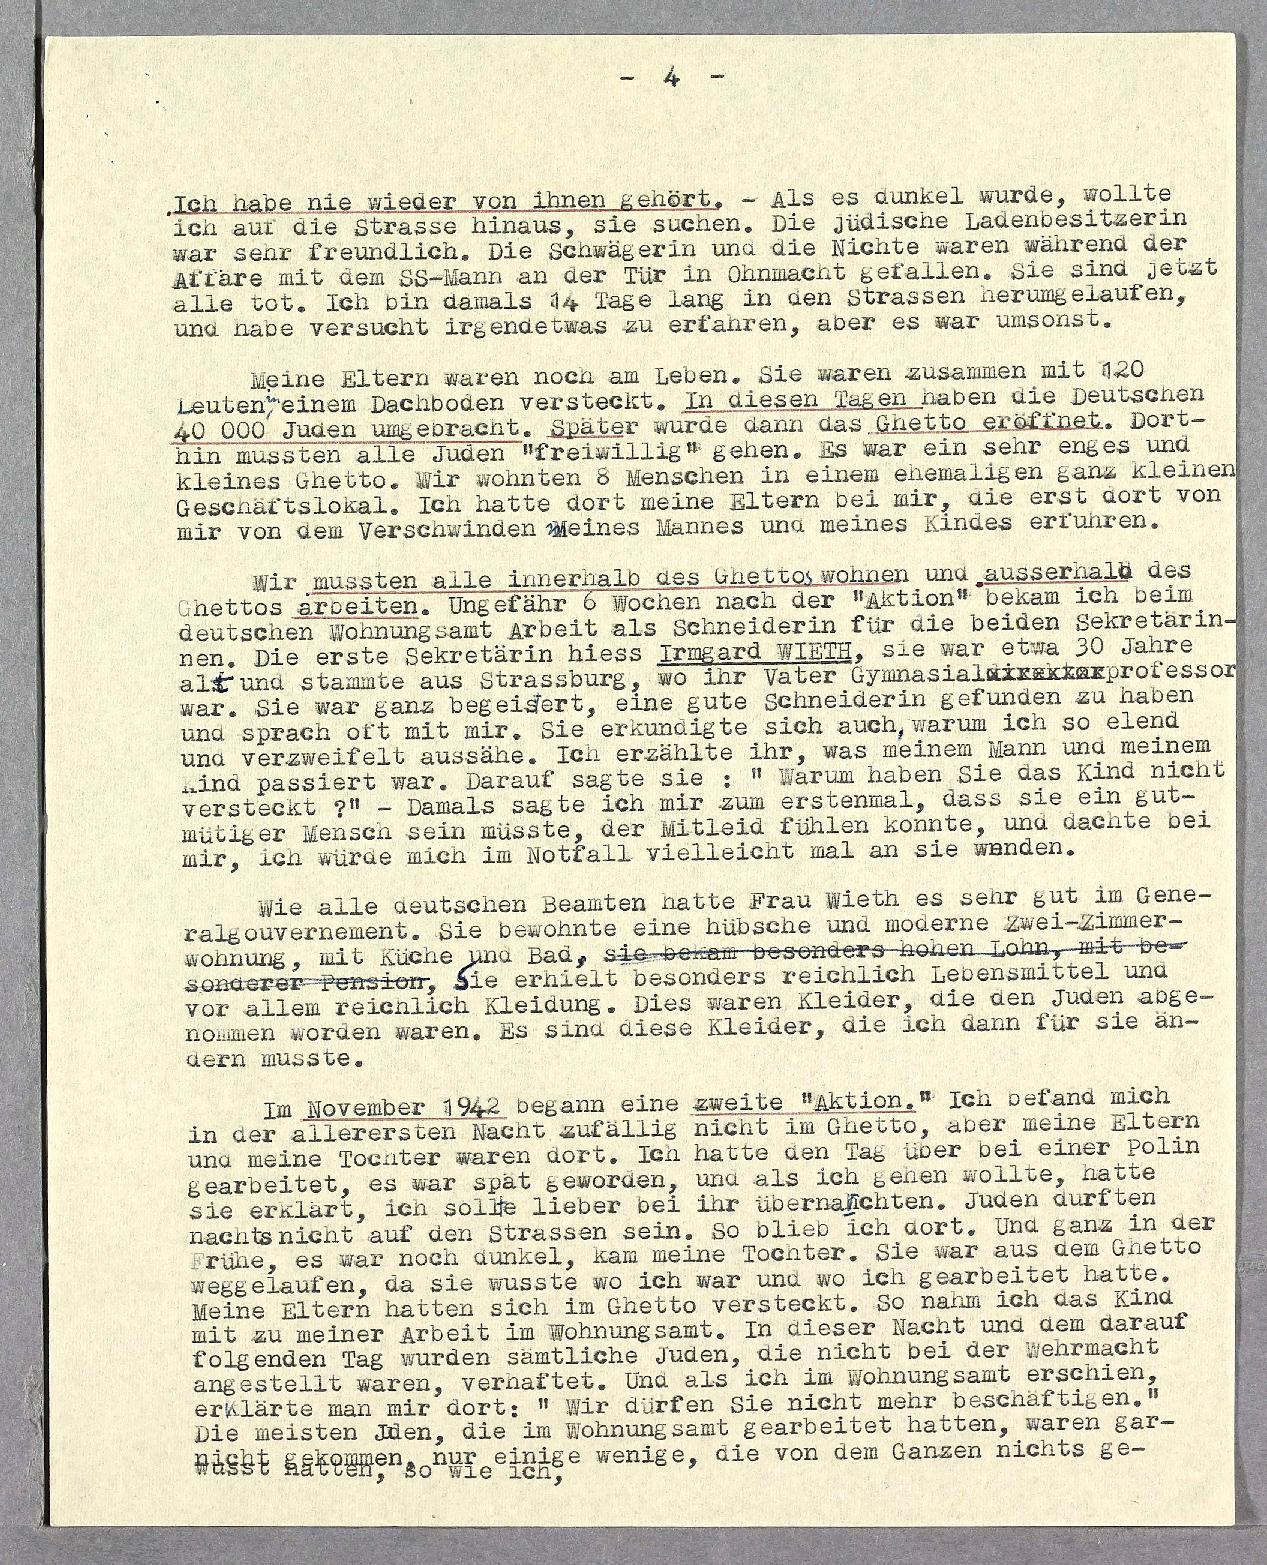 - 4 -
Ich habe nie wieder von ihnen gehört. - Als es dunkel wurde, wollte
ich auf die Strasse hinaus, sie suchen. Die jüdische Ladenbesitzerin
war sehr freundlich. Die Schwägerin und die Nichte waren während der
Affäre mit dem SS-Mann an der Tür in Ohnmacht gefallen. Sie sind jetzt
alle tot. Ich bin damals 14 Tage lang in den Strassen herumgelaufen,
und habe versucht irgendetwas zu erfahren, aber es war umsonst.
Meine Eltern waren noch am Leben. Sie waren zusammen mit 120
Leuten in einem Dachboden versteckt. In diesen Tagen haben die Deutschen
40 000 Juden umgebracht. Später wurde dann das Ghetto eröffnet. Dort-
hin mussten alle Juden "freiwillig" gehen. Es war ein sehr enges und
kleines Ghetto. Wir wohnten 8 Menschen in einem ehemaligen ganz kleinen
Geschäftslokal. Ich hatte dort meine Eltern bei mir, die erst dort von
mir von dem Verschwinden meines Mannes und meines Kindes erfuhren.
Wir mussten alle innerhalb des Ghettos wohnen und ausserhalb des
Ghettos arbeiten. Ungefähr 6 Wochen nach der "Aktion" bekam ich beim
deutschen Wohnungsamt Arbeit als Schneiderin für die beiden Sekretärin-
nen. Die erste Sekretärin hiess Irmgard WIETH, sie war etwa 30 Jahre
alt und stammte aus Strassburg, wo ihr Vater Gymnasialdirektorprofessor
war. Sie war ganz begeistert, eine gute Schneiderin gefunden zu haben
und sprach oft mit mir. Sie erkundigte sich auch, warum ich so elend
und verzweifelt aussähe. Ich erzählte ihr, was meinem Mann und meinem
Kind passiert war. Darauf sagte sie : " Warum haben Sie das Kind nicht
versteckt ?" - Damals sagte ich mir zum erstenmal, dass sie ein gut-
mütiger Mensch sein müsste, der Mitleid fühlen konnte, und dachte bei
mir, ich würde mich im Notfall vielleicht mal an sie wenden.
Wie alle deutschen Beamten hatte Frau Wieth es sehr gut im Gene-
ralgouvernement. Sie bewohnte eine hübsche und moderne Zwei-Zimmer-
wohnung, mit Küche und Bad, sie bekam besonders hohen Lohn, mit be-
sonderer Pension, Sie erhielt besonders reichlich Lebensmittel und
vor allem reichlich Kleidung. Dies waren Kleider, die den Juden abge-
nommen worden waren. Es sind diese Kleider, die ich dann für sie än-
dern musste.
Im November 1942 begann eine zweite "Aktion." Ich befand mich
in der allerersten Nacht zufällig nicht im Ghetto, aber meine Eltern
und meine Tochter waren dort. Ich hatte den Tag über bei einer Polin
gearbeitet, es war spät geworden, und als ich gehen wollte, hatte
sie erklärt, ich sollte lieber bei ihr übernachten. Juden durften
nachts nicht auf den Strassen sein. So blieb ich dort. Und ganz in der
Frühe, es war noch dunkel, kam meine Tochter. Sie war aus dem Ghetto
weggelaufen, da sie wusste wo ich war und wo ich gearbeitet hatte.
Meine Eltern hatten sich im Ghetto versteckt. So nahm ich das Kind
mit zu meiner Arbeit im Wohnungsamt. In dieser Nacht und dem darauf
folgenden Tag wurden sämtliche Juden, die nicht bei der Wehrmacht
angestellt waren, verhaftet. Und als ich im Wohnungsamt erschien,
erklärte man mir dort: " Wir dürfen Sie nicht mehr beschäftigen."
Die meisten Juden, die im Wohnungsamt gearbeitet hatten, waren gar-
nicht gekommen, nur einige wenige, die von dem Ganzen nichts ge-
wusst hatten, so wie ich,